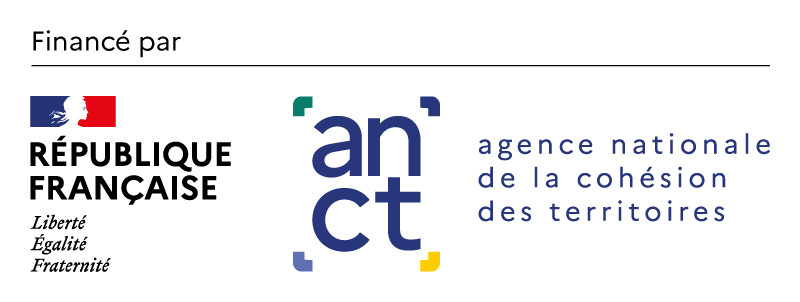 Financé par
RÉPUBLIQUE
FRANÇAISE
Liberté
Égalité
Fraternité
an
ct
agence nationale
de la cohésion
des territoires